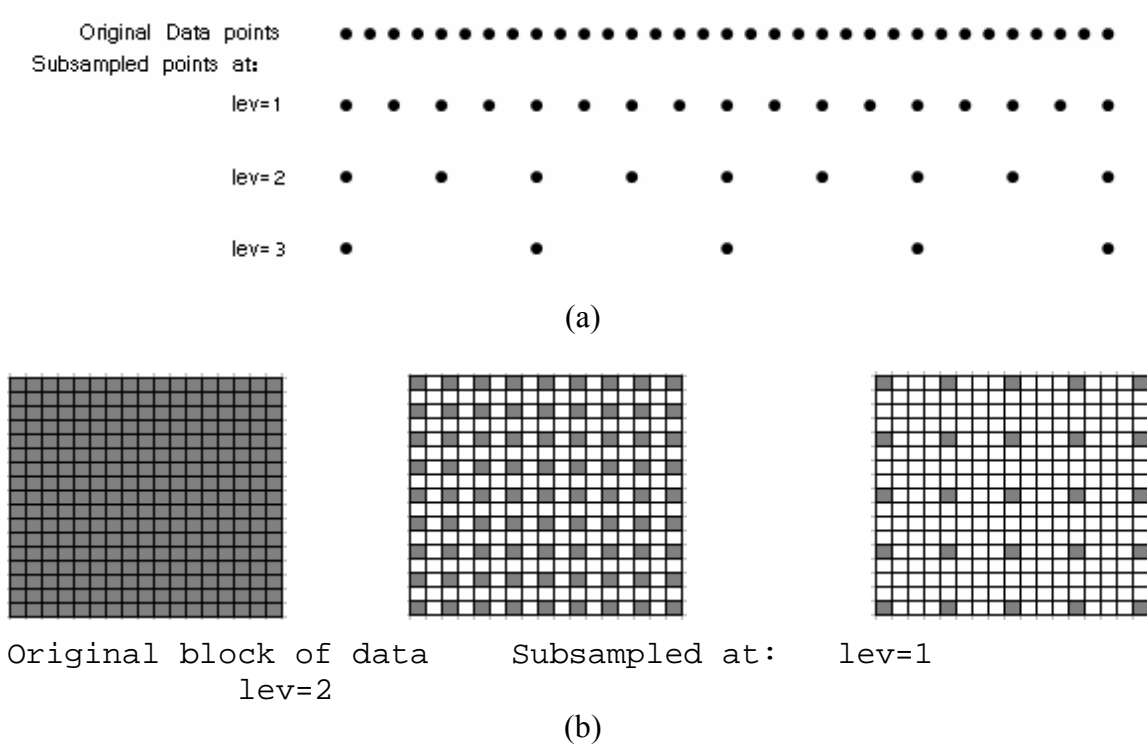 Original Data points
Subsampled points at:
lev=1
lev=2
lev=3
(a)
Original block of data Subsampled at: lev=1
lev=2
(b)